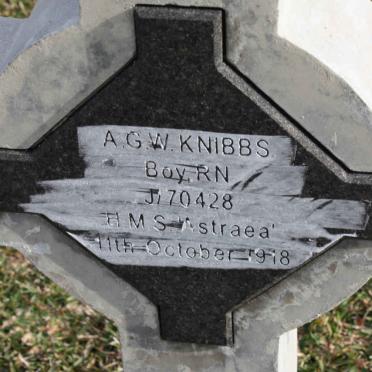 A.G.W. KNIBBS
Boy. RN
J/70428
H.M.S 'Astraea'
11th October 1918